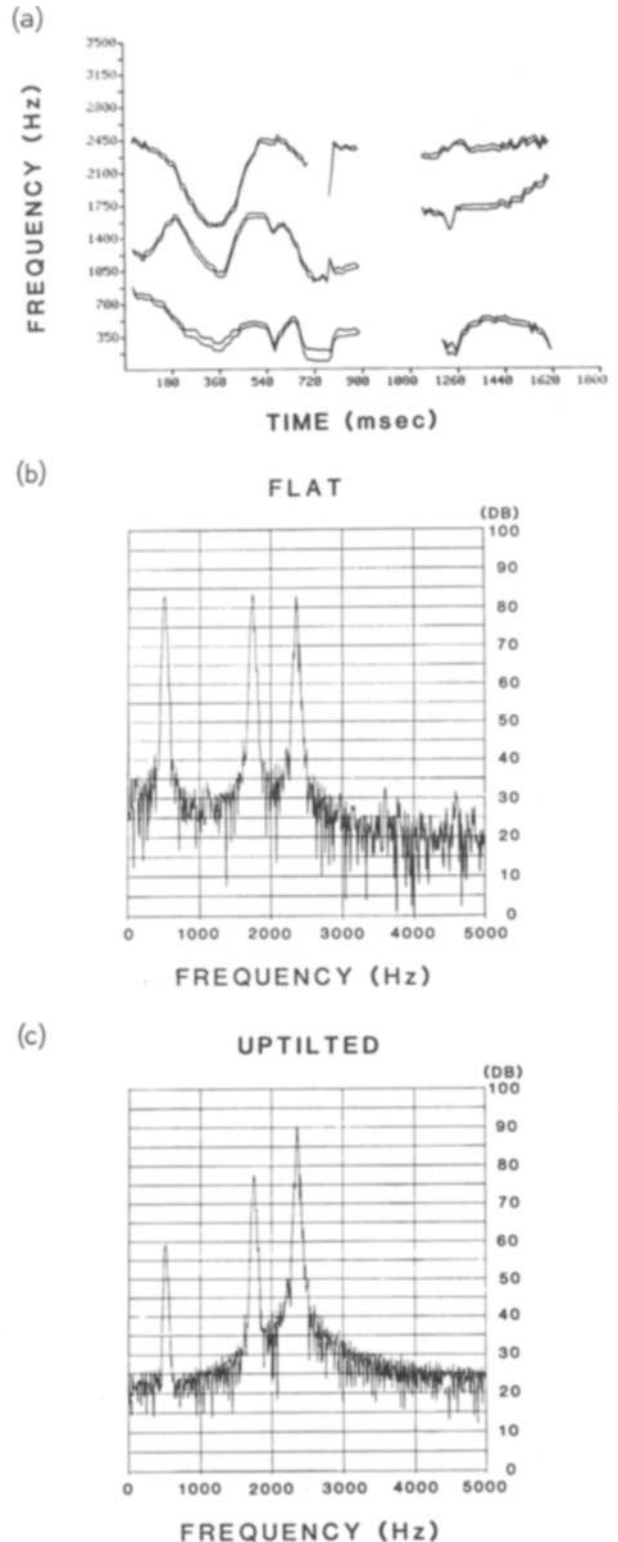 (a)
3500
3150
2800
2450
2100
1750
1400
1050
700
350
FREQUENCY (Hz)
180 360 540 720 900 1080 1260 1440 1620 1800
TIME (msec)
(b)
FLAT
(DB)
100
90
80
70
60
50
40
30
20
10
0
0 1000 2000 3000 4000 5000
FREQUENCY (Hz)
(c)
UPTILTED
(DB)
100
90
80
70
60
50
40
30
20
10
0
0 1000 2000 3000 4000 5000
FREQUENCY (Hz)